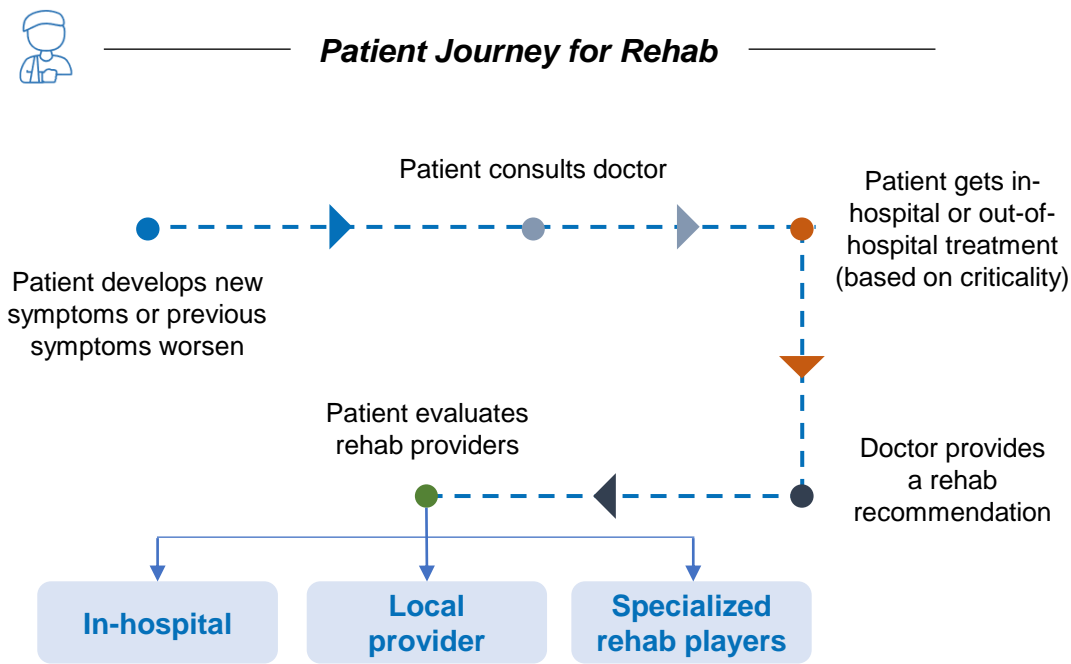 Patient Journey for Rehab
Patient develops new
symptoms or previous
symptoms worsen
Patient consults doctor
Patient gets in-
hospital or out-of-
hospital treatment
(based on criticality)
Doctor provides
a rehab
recommendation
Patient evaluates
rehab providers
In-hospital
Local
provider
Specialized
rehab players